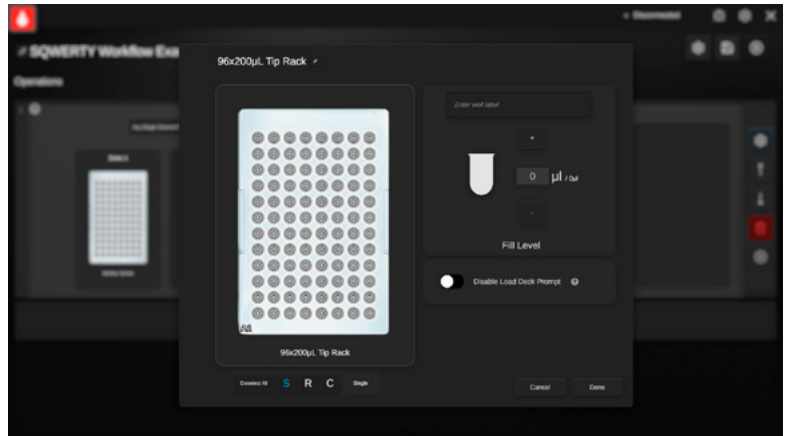 Disconnected
SQWERTY Workflow Exa
Operations
96x200µL Tip Rack
Enter well label
+
0 µl / 0µl
-
Fill Level
Disable Load Deck Prompt
A1
96x200µL Tip Rack
Deselect All S R C Single
Cancel Done